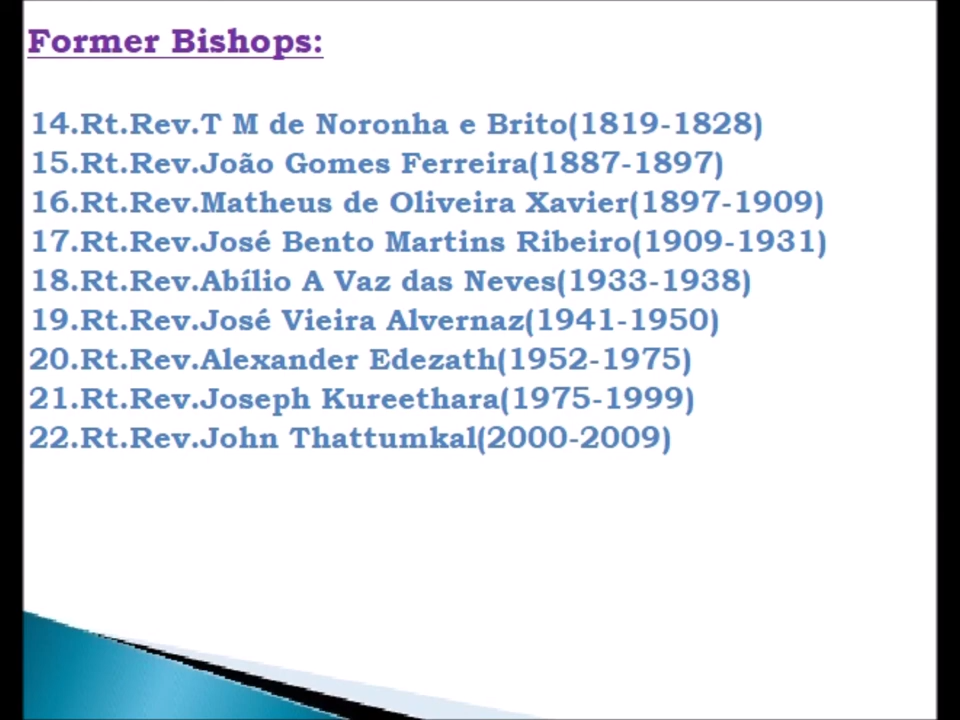 Former Bishops:
14.Rt.Rev.T M de Noronha e Brito(1819-1828)
15.Rt.Rev.João Gomes Ferreira(1887-1897)
16.Rt.Rev.Matheus de Oliveira Xavier(1897-1909)
17.Rt.Rev.José Bento Martins Ribeiro(1909-1931)
18.Rt.Rev.Abílio A Vaz das Neves(1933-1938)
19.Rt.Rev.José Vieira Alvernaz(1941-1950)
20.Rt.Rev.Alexander Edezath(1952-1975)
21.Rt.Rev.Joseph Kureethara(1975-1999)
22.Rt.Rev.John Thattumkal(2000-2009)